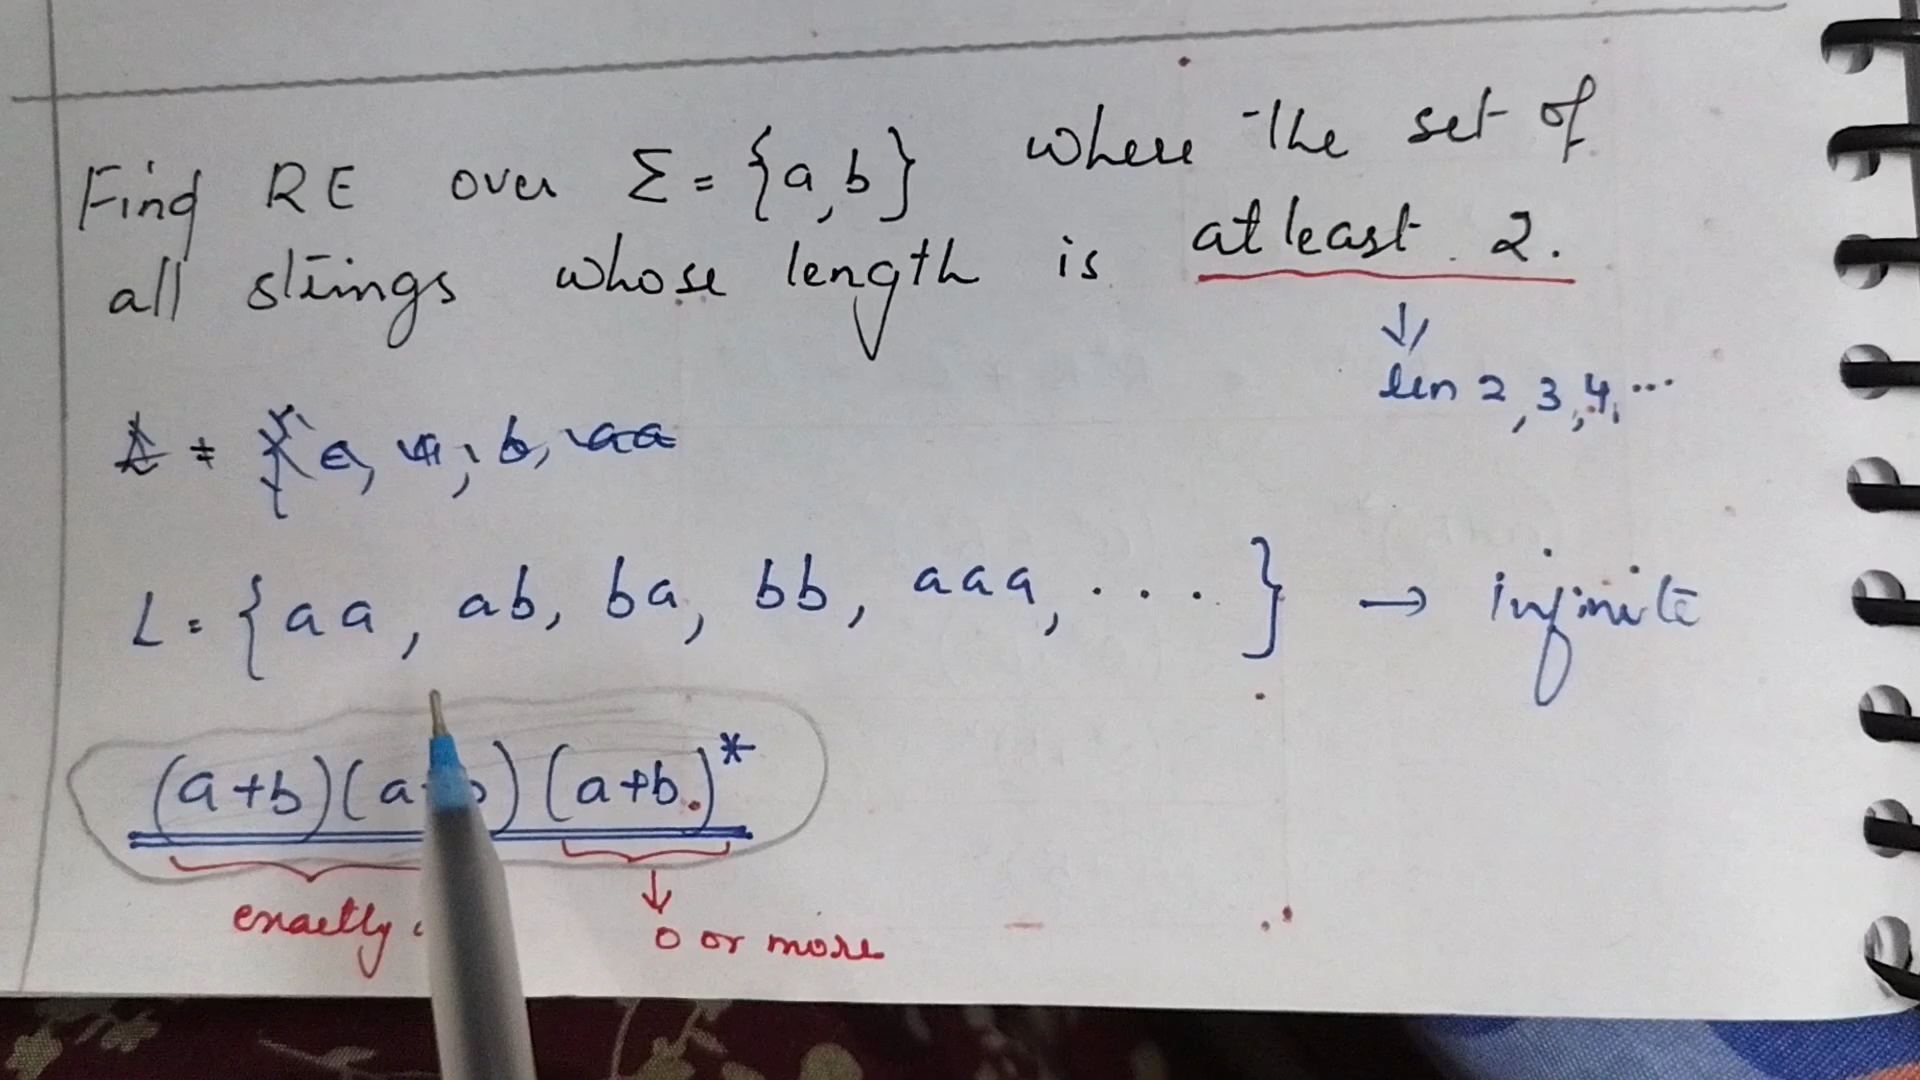 Find RE over Σ = {a, b} where the set of
all strings whose length is atleast 2.
↓
len 2, 3, 4, ...
L = {ε, a, b, aa
L = {aa, ab, ba, bb, aaa, . . . . } → infinite
(a+b)(a+b)(a+b)*
exactly
↓
0 or more